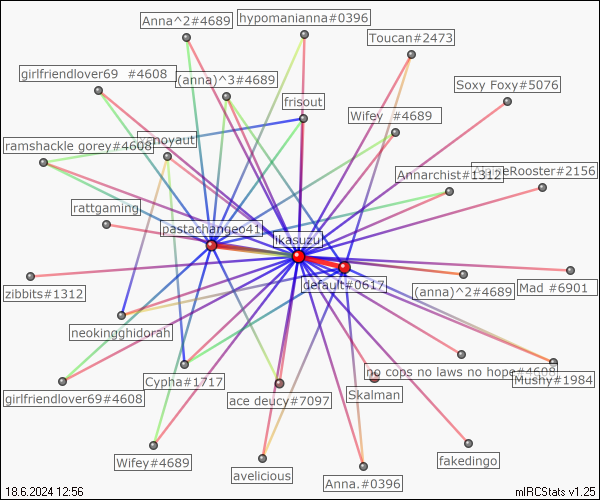 Anna^2#4689
hypomanianna#0396
Toucan#2473
girlfriendlover69 #4608
(anna)^3#4689
Soxy Foxy#5076
frisout
Wifey #4689
ramshackle gorey#4608
Annarchist#1312
Rooster#2156
rattgaming
pastachangeo41
ikasuzu
default#0617
(anna)^2#4689
Mad #6901
zibbits#1312
neokingghidorah
no cops no laws no hope#4608
Mushy#1984
Cypha#1717
girlfriendlover69#4608
ace deucy#7097
Skalman
Wifey#4689
avelicious
Anna.#0396
fakedingo
18.6.2024 12:56
mIRCStats v1.25